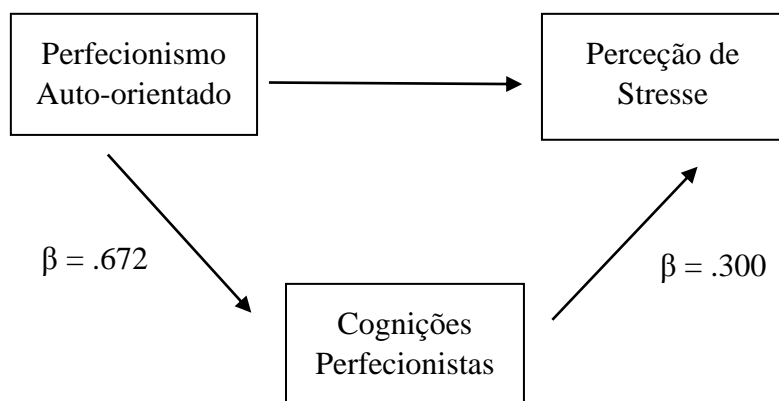 Perfecionismo
Auto-orientado
Perceção de
Stresse
β = .672
β = .300
Cognições
Perfecionistas